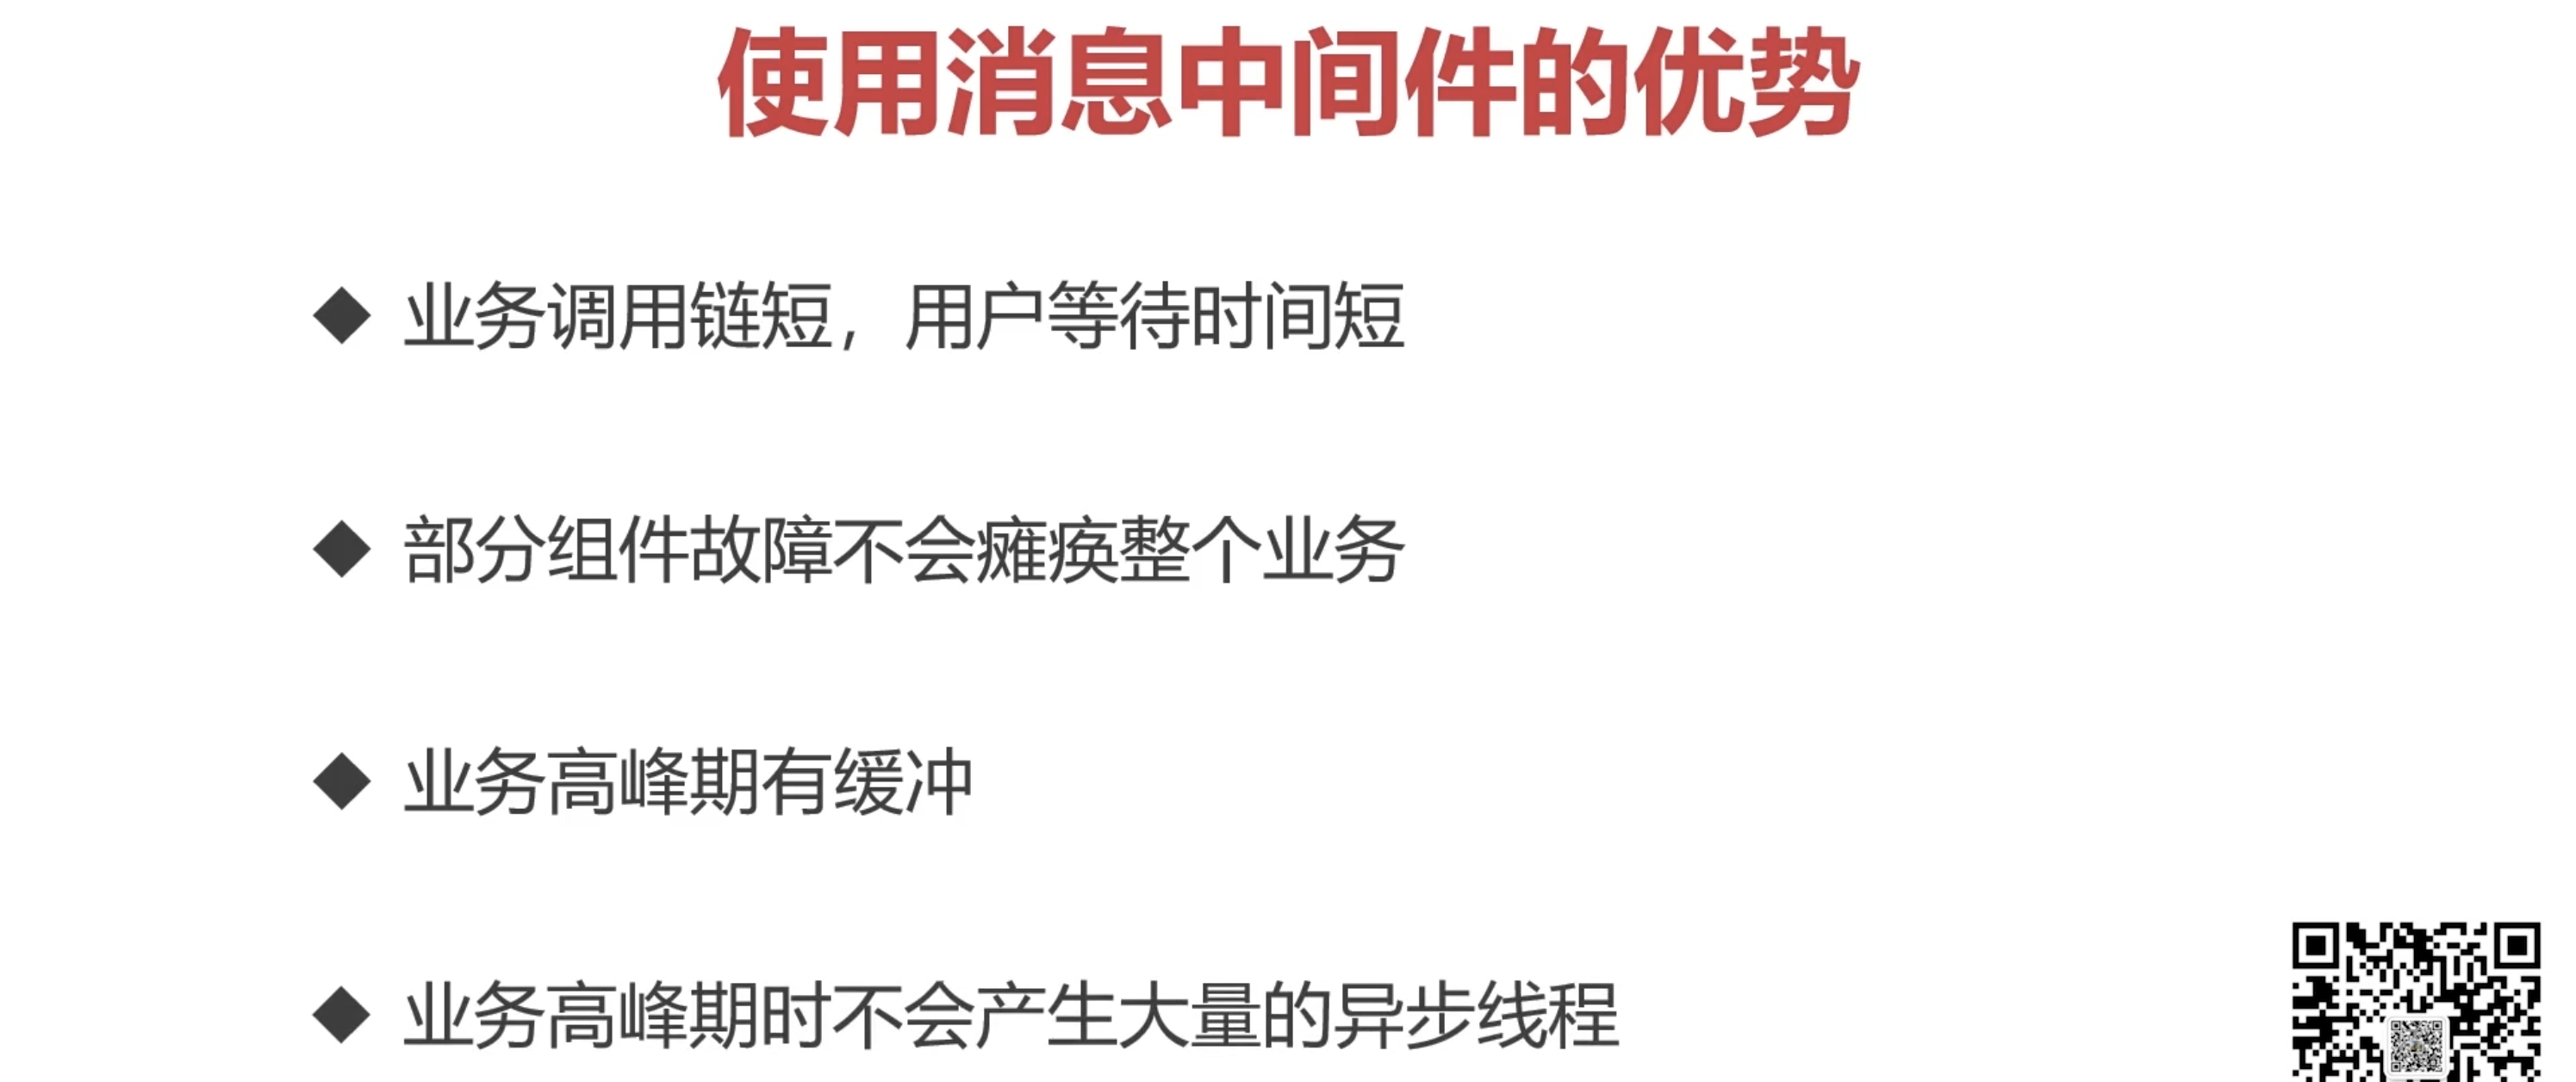 使用消息中间件的优势
◆ 业务调用链短，用户等待时间短
◆ 部分组件故障不会瘫痪整个业务
◆ 业务高峰期有缓冲
◆ 业务高峰期时不会产生大量的异步线程